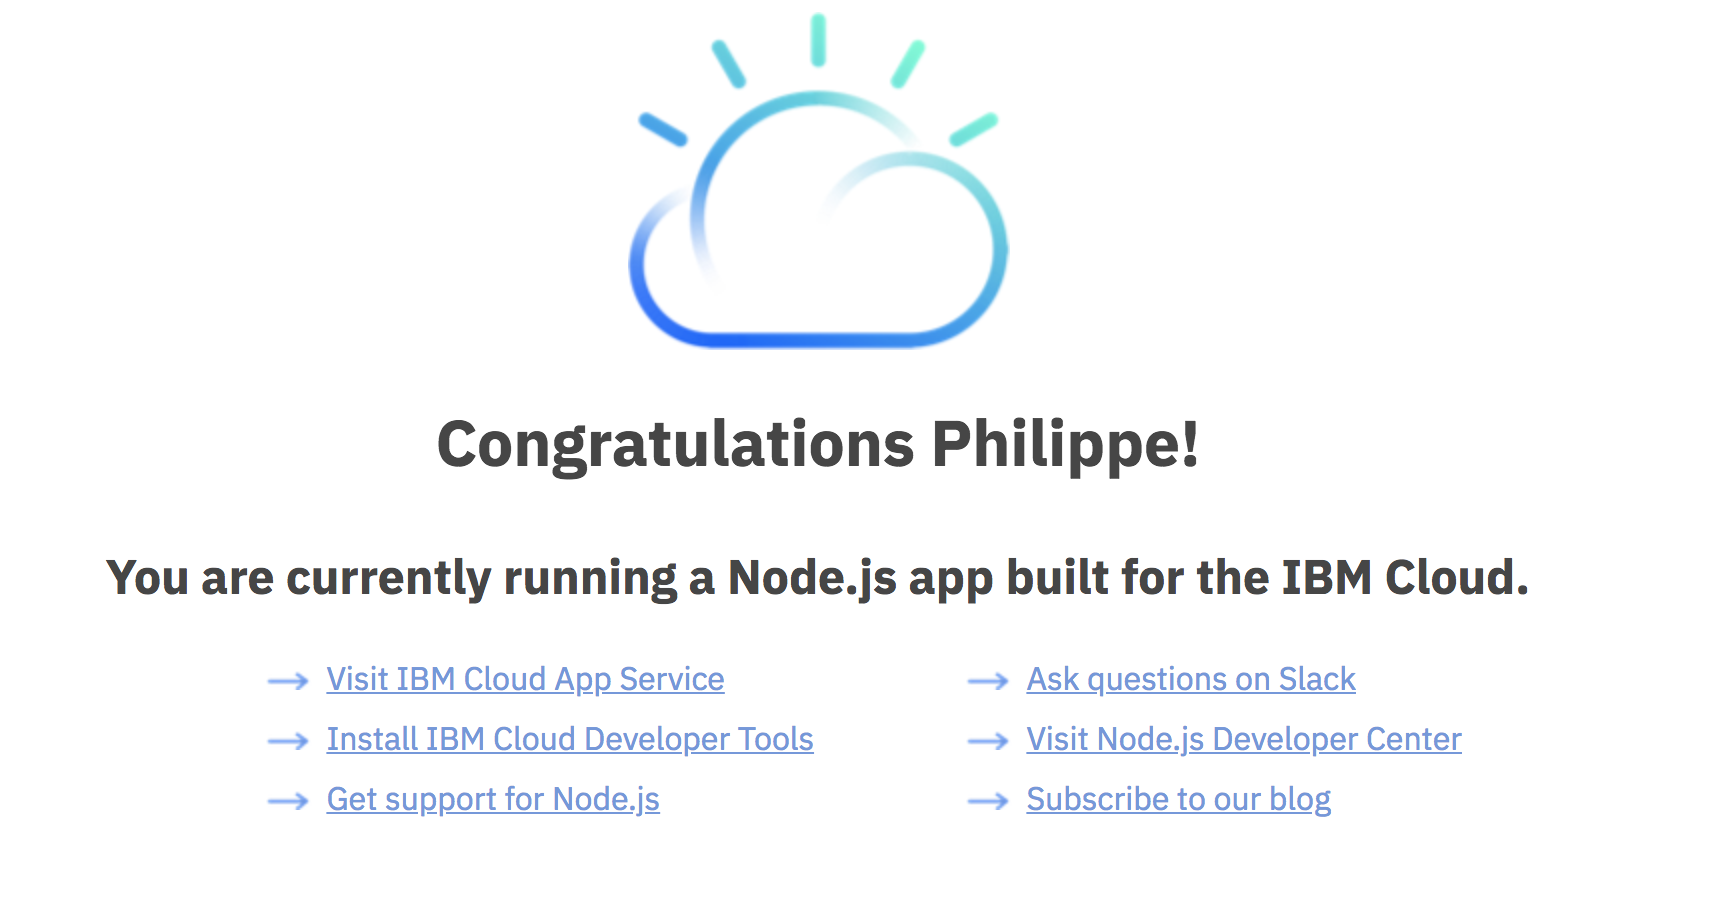 Congratulations Philippe!
You are currently running a Node.js app built for the IBM Cloud.
Visit IBM Cloud App Service
Install IBM Cloud Developer Tools
Get support for Node.js
Ask questions on Slack
Visit Node.js Developer Center
Subscribe to our blog